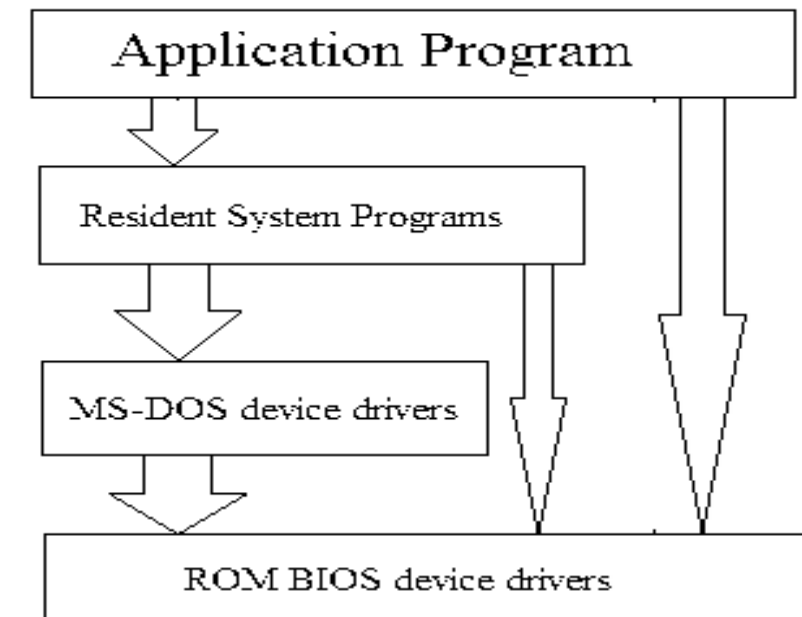 Application Program
Resident System Programs
MS-DOS device drivers
ROM BIOS device drivers